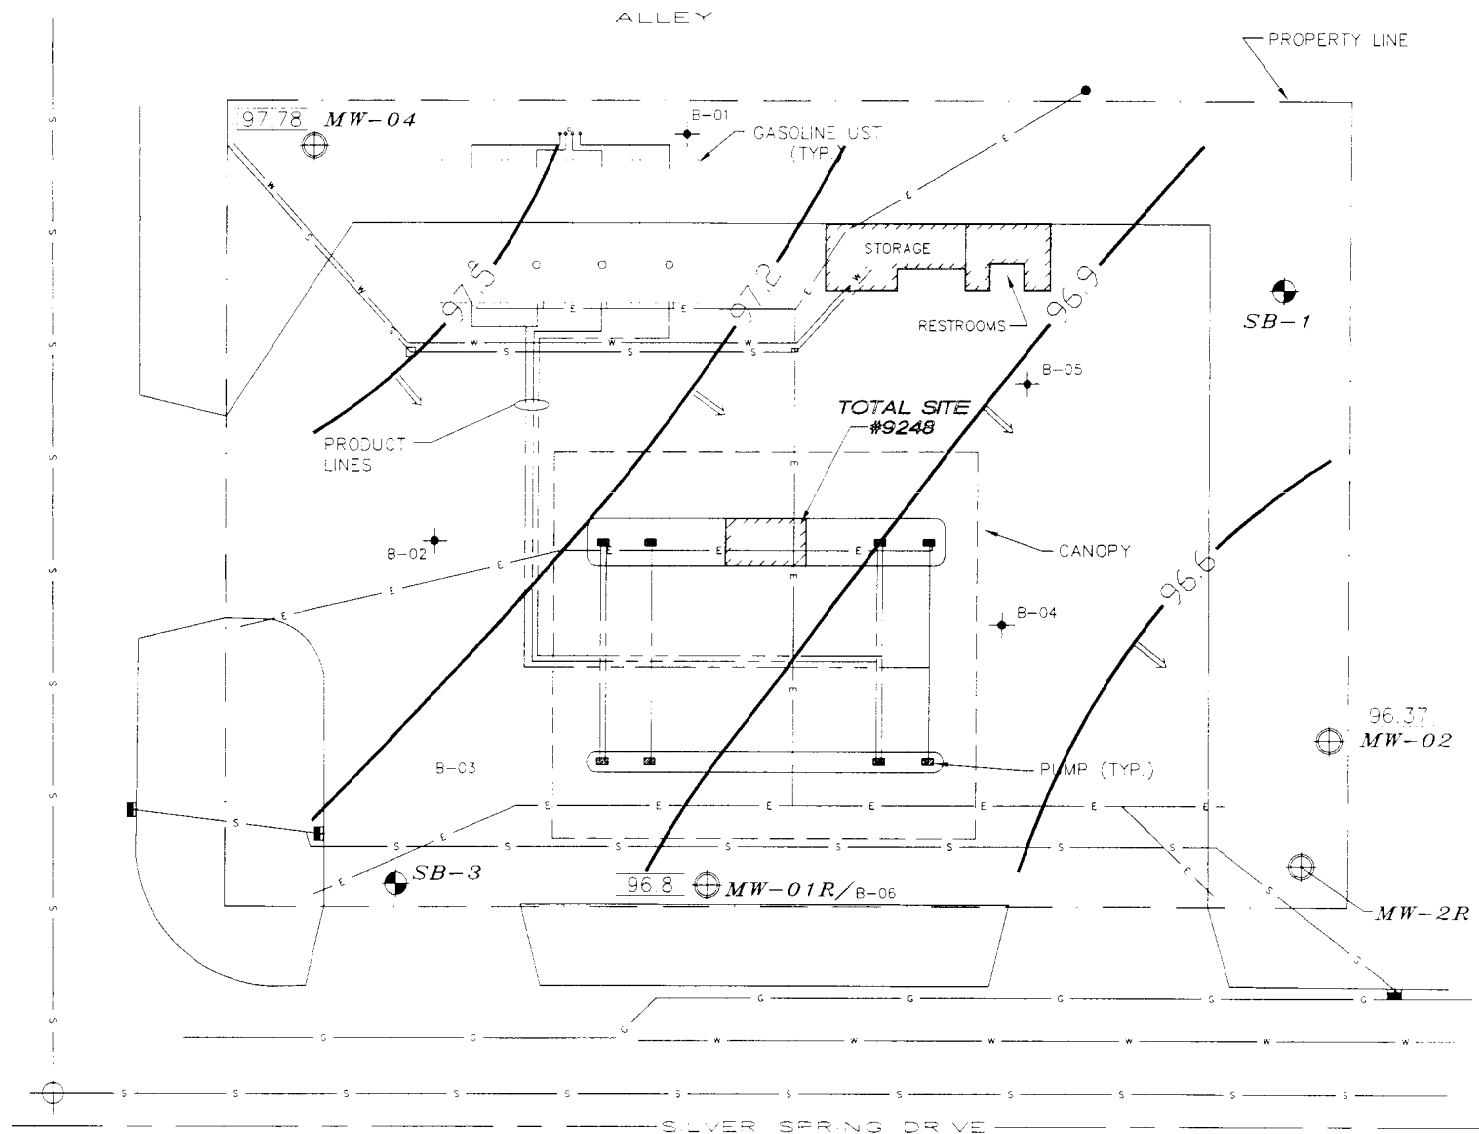 ALLEY
PROPERTY LINE
97.78 MW-04
B-01
GASOLINE UST
(TYP.)
STORAGE
97.5
97.2
96.9
RESTROOMS
SB-1
B-05
TOTAL SITE
#9248
PRODUCT
LINES
B-02
CANOPY
96.6
B-04
96.37
MW-02
B-03
PUMP (TYP.)
SB-3
96.8 MW-01R/B-06
MW-2R
SILVER SPRING DRIVE